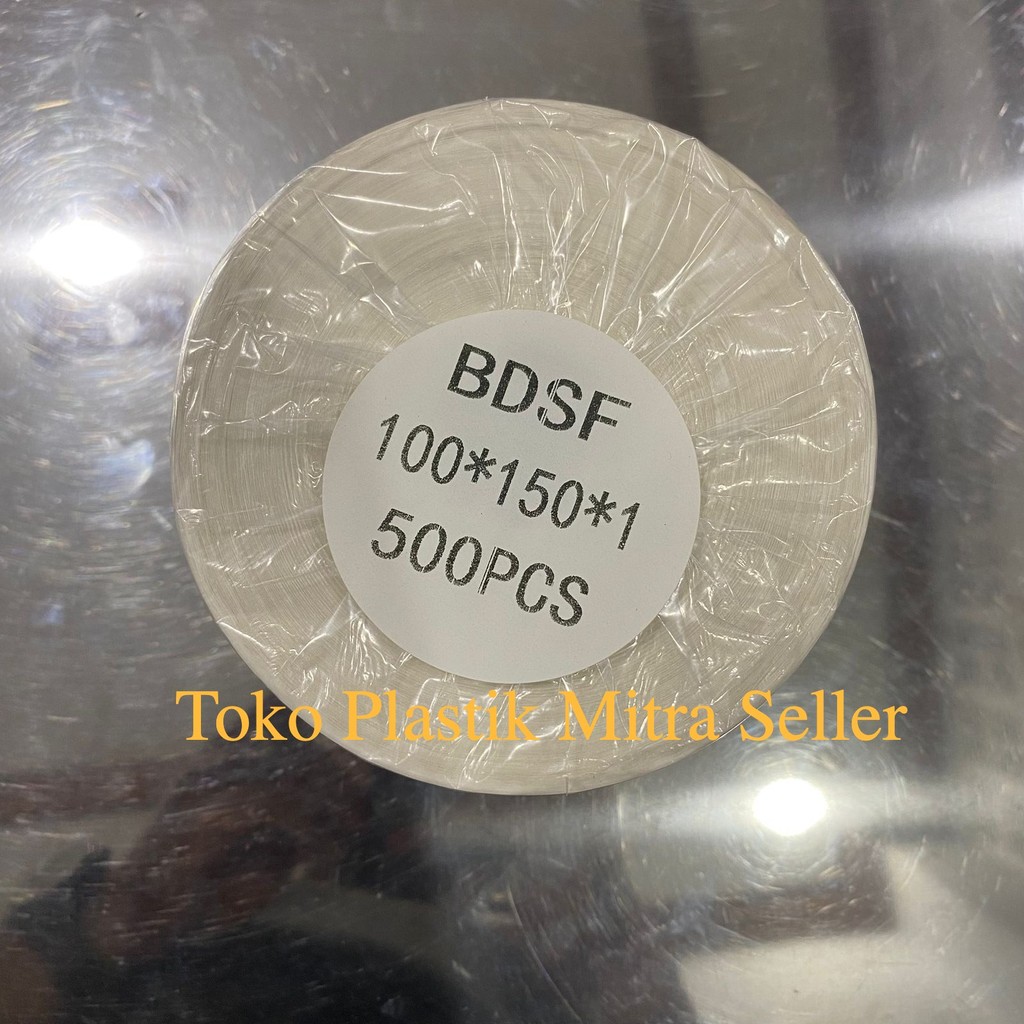 BDSF
100*150*1
500PCS
Toko Plastik Mitra Seller